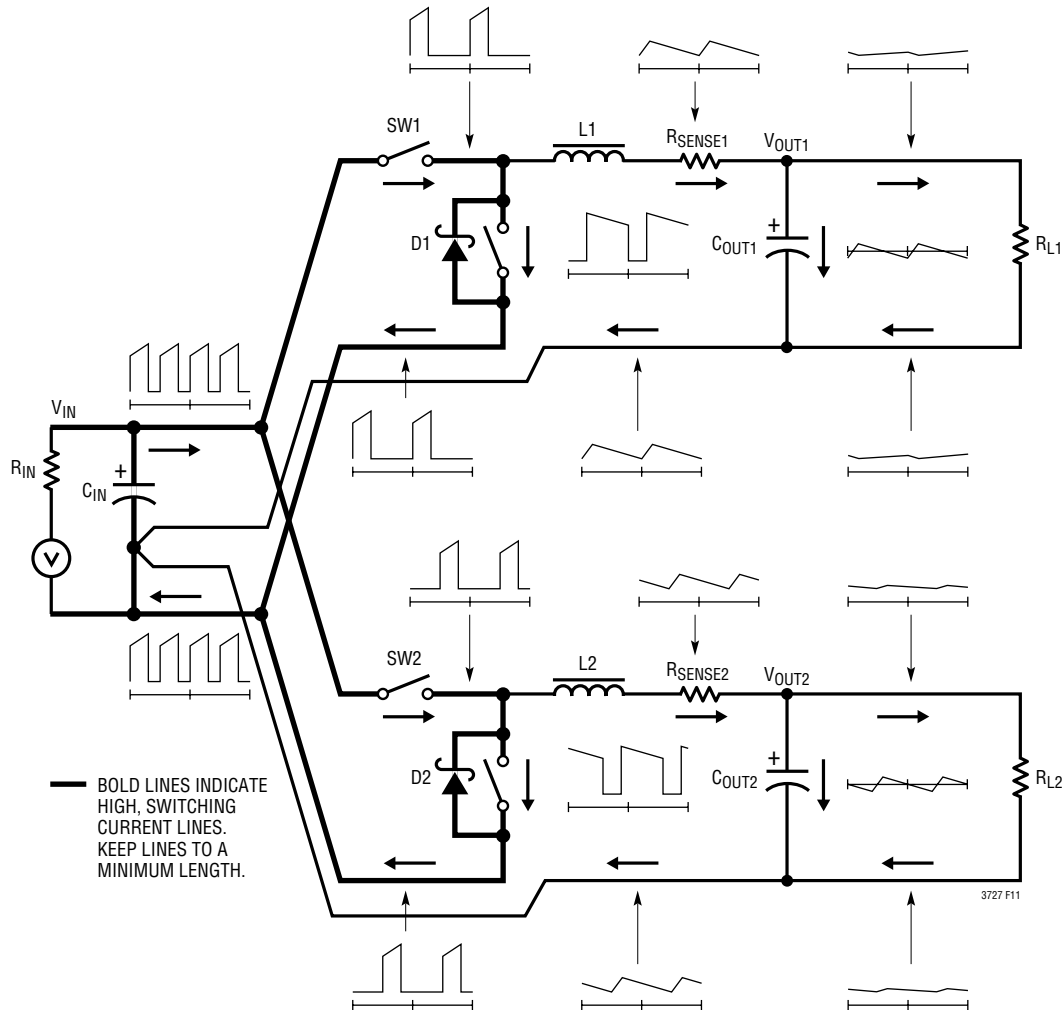 SW1
L1
RSENSE1
VOUT1
D1
COUT1
+
RL1
VIN
RIN
CIN
+
V
SW2
L2
RSENSE2
VOUT2
D2
COUT2
+
RL2
BOLD LINES INDICATE
HIGH, SWITCHING
CURRENT LINES.
KEEP LINES TO A
MINIMUM LENGTH.
3727 F11